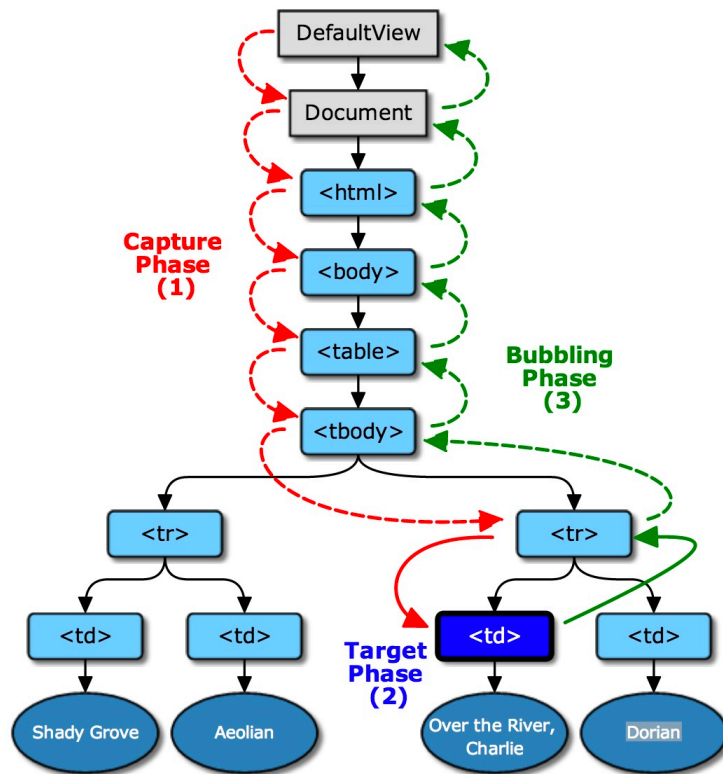 DefaultView
Document
<html>
Capture
Phase
(1)
<body>
<table>
Bubbling
Phase
(3)
<tbody>
<tr>
<tr>
<td>
<td>
<td>
<td>
Target
Phase
(2)
Shady Grove
Aeolian
Over the River,
Charlie
Dorian